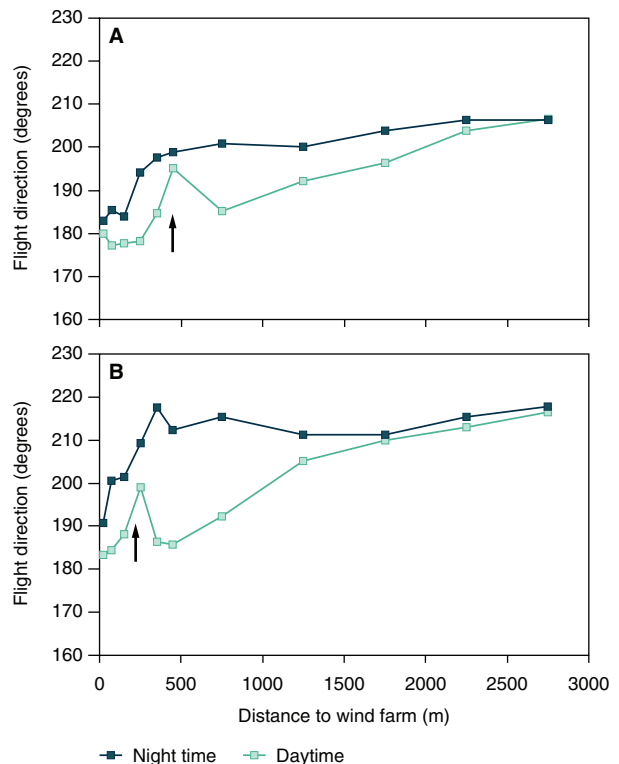 A
230
220
210
200
190
180
170
160
Flight direction (degrees)
B
230
220
210
200
190
180
170
160
Flight direction (degrees)
0 500 1000 1500 2000 2500 3000
Distance to wind farm (m)
Night time Daytime